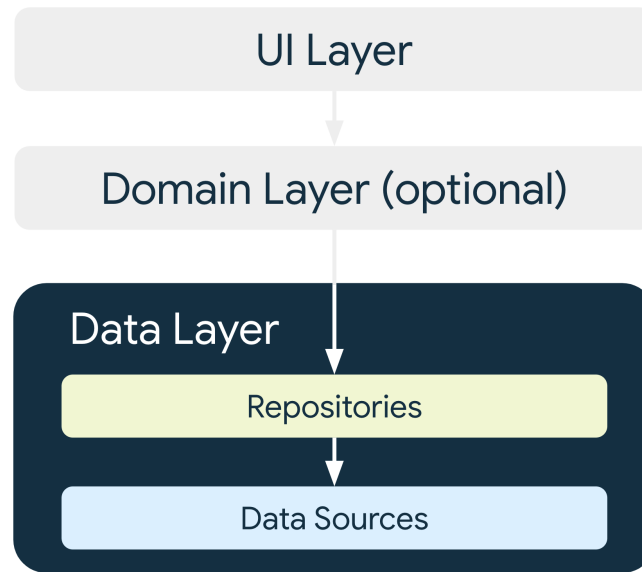 UI Layer
Domain Layer (optional)
Data Layer
Repositories
Data Sources